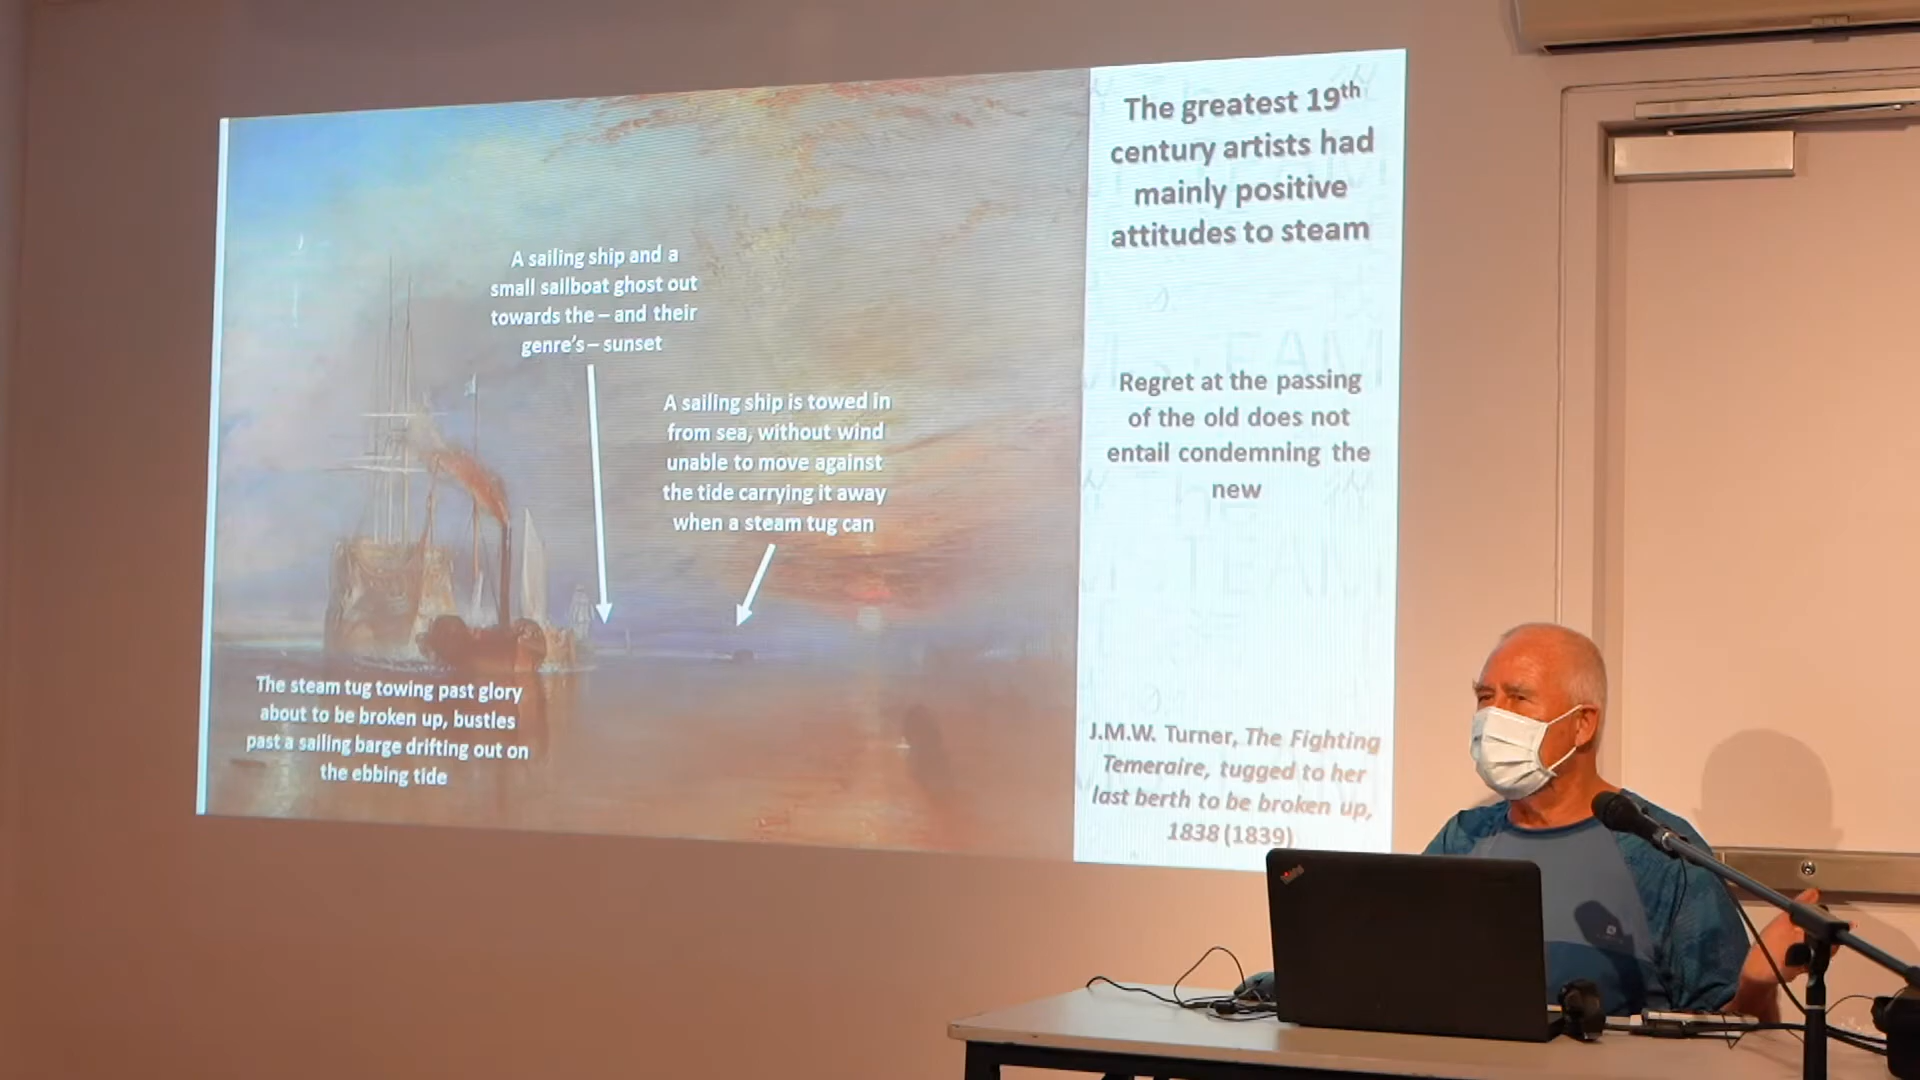 The greatest 19th
century artists had
mainly positive
attitudes to steam
A sailing ship and a
small sailboat ghost out
towards the – and their
genre's – sunset
A sailing ship is towed in
from sea, without wind
unable to move against
the tide carrying it away
when a steam tug can
Regret at the passing
of the old does not
entail condemning the
new
The steam tug towing past glory
about to be broken up, bustles
past a sailing barge drifting out on
the ebbing tide
J.M.W. Turner, The Fighting
Temeraire, tugged to her
last berth to be broken up,
1838 (1839)